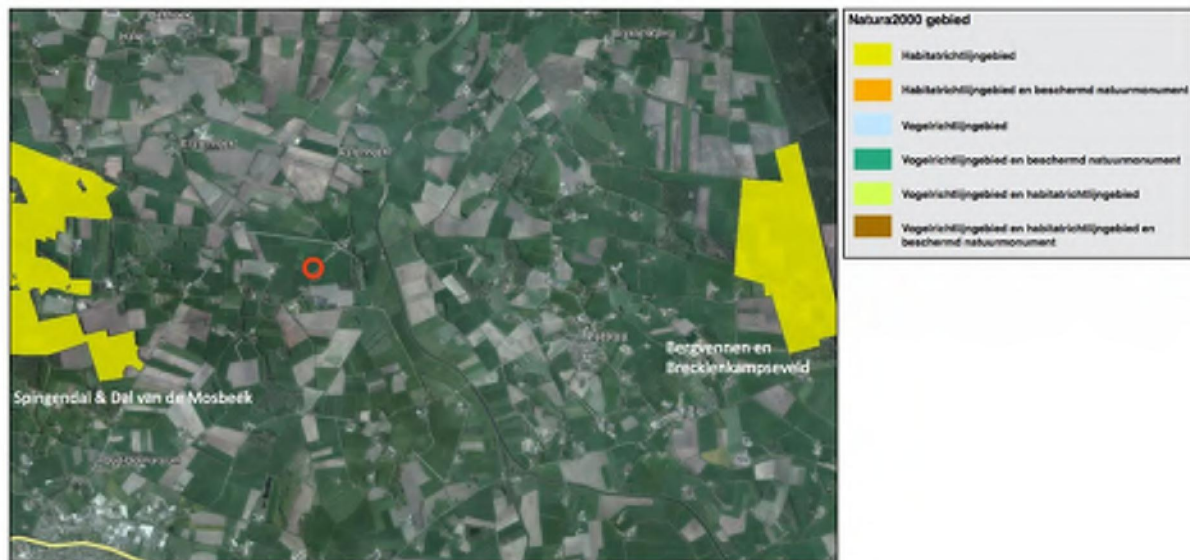 Natura2000 gebied
Habitatrichtlijngebied
Habitatrichtlijngebied en beschermd natuurmonument
Vogelrichtlijngebied
Vogelrichtlijngebied en beschermd natuurmonument
Vogelrichtlijngebied en habitatrichtlijngebied
Vogelrichtlijngebied en habitatrichtlijngebied en
beschermd natuurmonument
Bergvennen en
Brecklenkampseveld
Spingendal & Dal van de Mosbeek